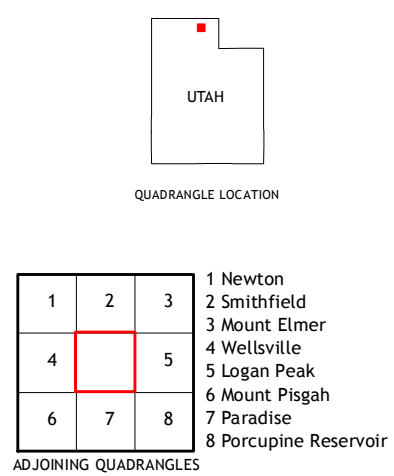 UTAH
QUADRANGLE LOCATION
1 2 3
4 5
6 7 8
1 Newton
2 Smithfield
3 Mount Elmer
4 Wellsville
5 Logan Peak
6 Mount Pisgah
7 Paradise
8 Porcupine Reservoir
ADJOINING QUADRANGLES